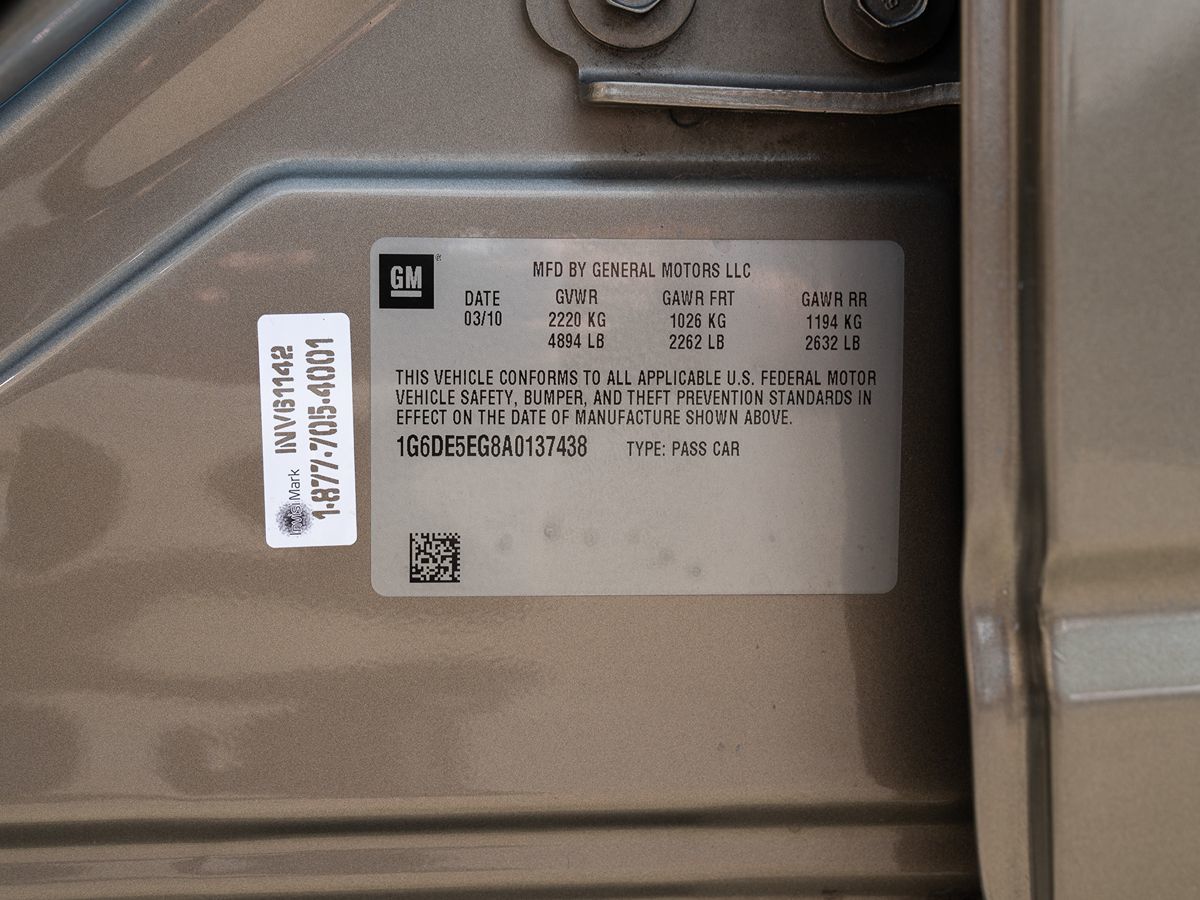 GM
MFD BY GENERAL MOTORS LLC
DATE GVWR GAWR FRT GAWR RR
03/10 2220 KG 1026 KG 1194 KG
4894 LB 2262 LB 2632 LB
THIS VEHICLE CONFORMS TO ALL APPLICABLE U.S. FEDERAL MOTOR
VEHICLE SAFETY, BUMPER, AND THEFT PREVENTION STANDARDS IN
EFFECT ON THE DATE OF MANUFACTURE SHOWN ABOVE.
1G6DE5EG8A0137438 TYPE: PASS CAR
Mark INVB1142
1-877-705-4001